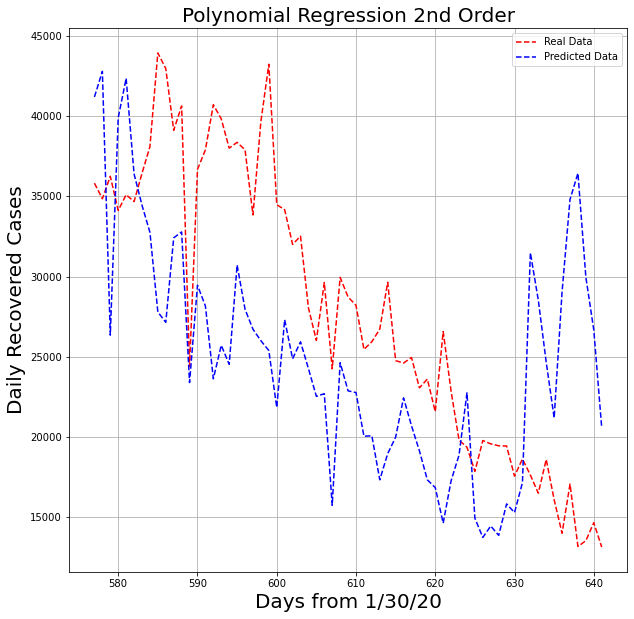 Polynomial Regression 2nd Order
Real Data
Predicted Data
45000
40000
35000
30000
25000
20000
15000
Daily Recovered Cases
580 590 600 610 620 630 640
Days from 1/30/20